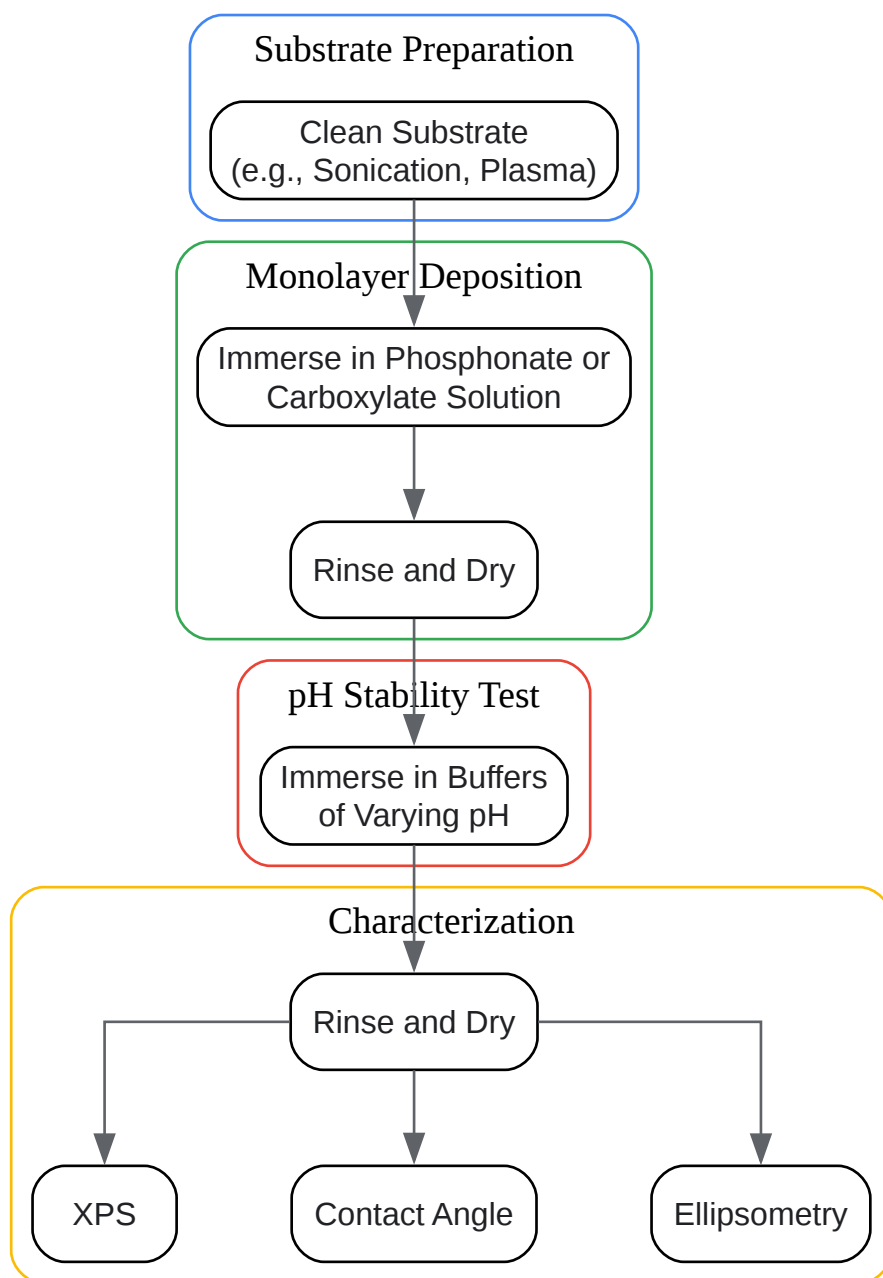 Substrate Preparation
Clean Substrate
(e.g., Sonication, Plasma)
Monolayer Deposition
Immerse in Phosphonate or
Carboxylate Solution
Rinse and Dry
pH Stability Test
Immerse in Buffers
of Varying pH
Characterization
Rinse and Dry
XPS
Contact Angle
Ellipsometry